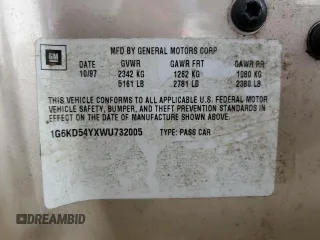 GM
MFD BY GENERAL MOTORS CORP
DATE GVWR GAWR FRT GAWR RR
10/97 2342 KG 1262 KG 1080 KG
5161 LB 2781 LB 2380 LB
THIS VEHICLE CONFORMS TO ALL APPLICABLE U.S. FEDERAL MOTOR
VEHICLE SAFETY, BUMPER, AND THEFT PREVENTION STANDARDS IN
EFFECT ON THE DATE OF MANUFACTURE SHOWN ABOVE.
1G6KD54YXWU732005 TYPE: PASS CAR
DREAMBID